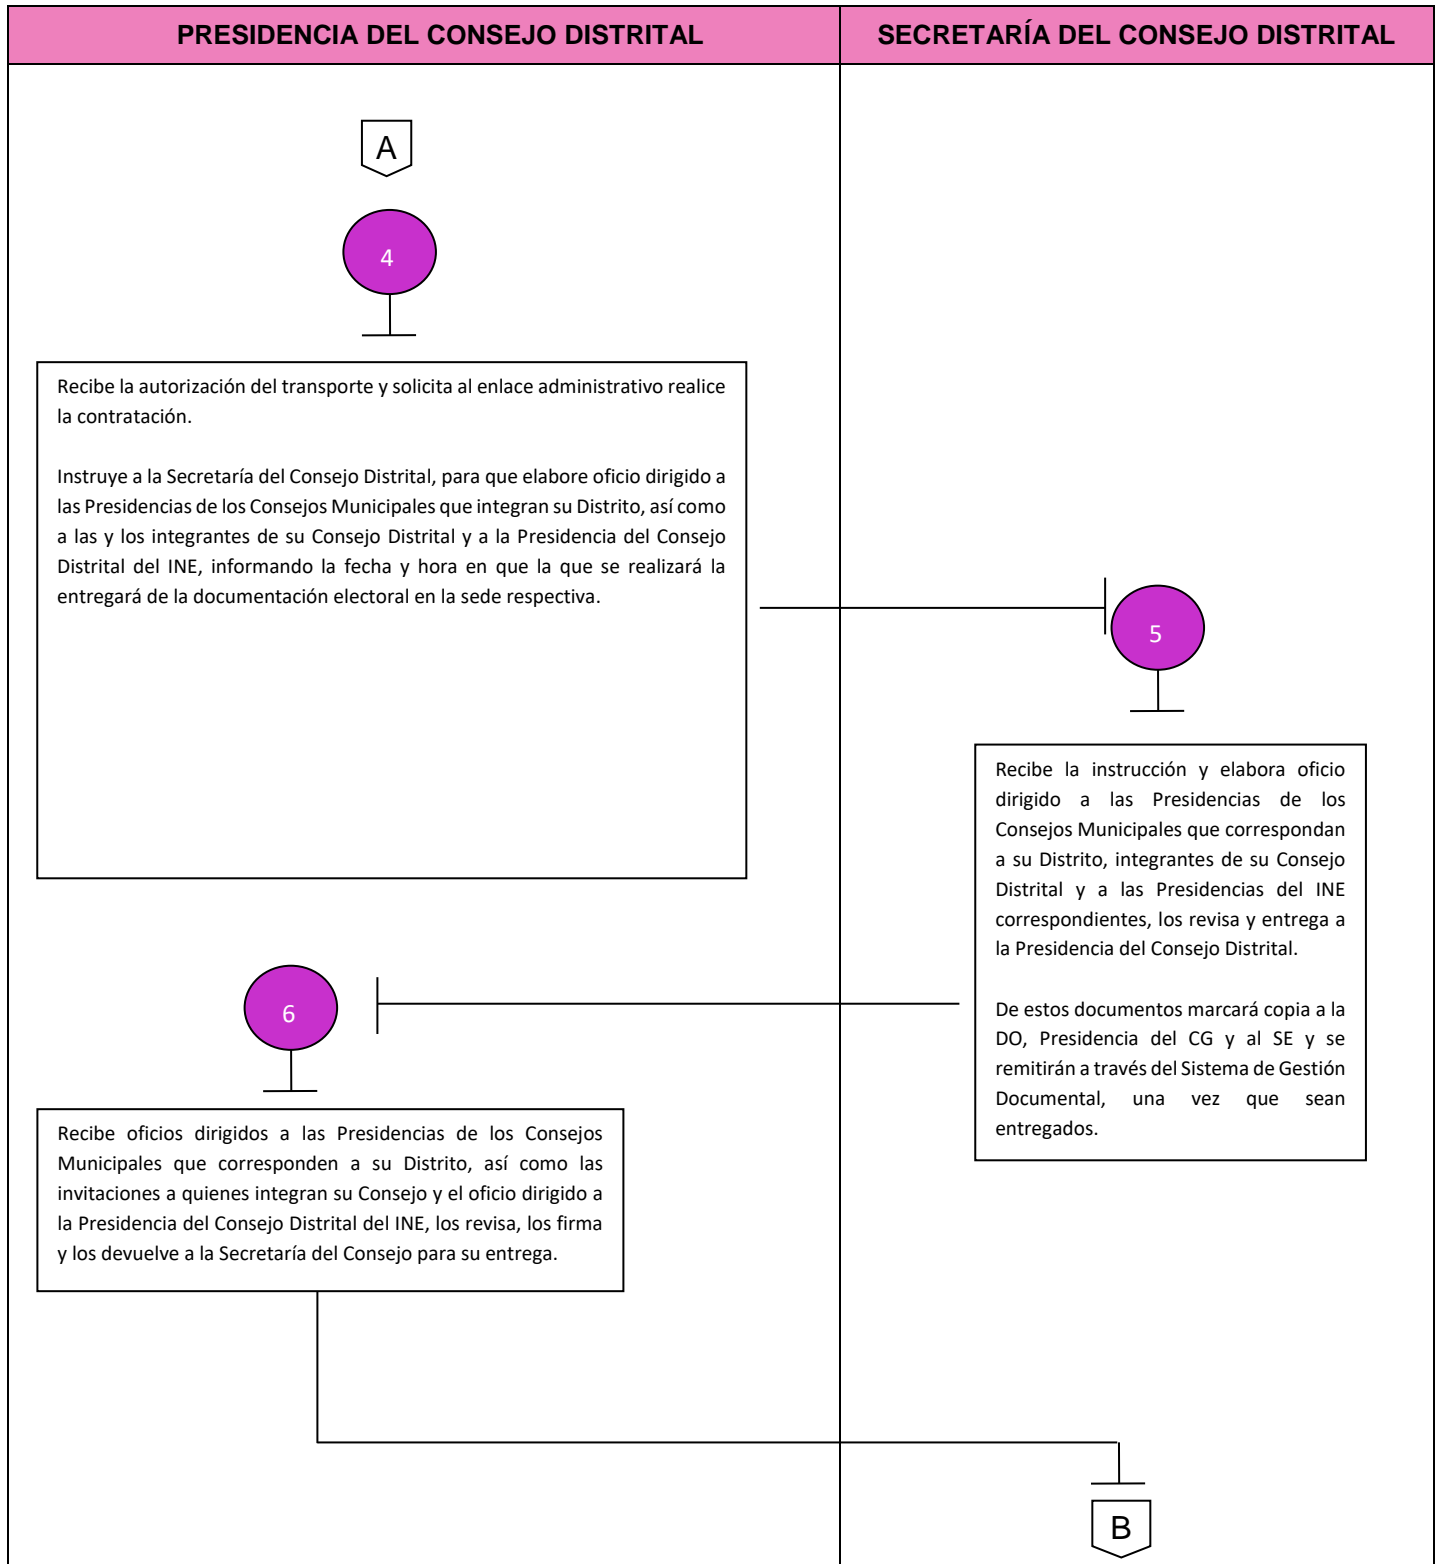 PRESIDENCIA DEL CONSEJO DISTRITAL
SECRETARÍA DEL CONSEJO DISTRITAL
A
4
Recibe la autorización del transporte y solicita al enlace administrativo realice
la contratación.
Instruye a la Secretaría del Consejo Distrital, para que elabore oficio dirigido a
las Presidencias de los Consejos Municipales que integran su Distrito, así como
a las y los integrantes de su Consejo Distrital y a la Presidencia del Consejo
Distrital del INE, informando la fecha y hora en que la que se realizará la
entregará de la documentación electoral en la sede respectiva.
5
Recibe la instrucción y elabora oficio
dirigido a las Presidencias de los
Consejos Municipales que correspondan
a su Distrito, integrantes de su Consejo
Distrital y a las Presidencias del INE
correspondientes, los revisa y entrega a
la Presidencia del Consejo Distrital.
De estos documentos marcará copia a la
DO, Presidencia del CG y al SE y se
remitirán a través del Sistema de Gestión
Documental, una vez que sean
entregados.
6
Recibe oficios dirigidos a las Presidencias de los Consejos
Municipales que corresponden a su Distrito, así como las
invitaciones a quienes integran su Consejo y el oficio dirigido a
la Presidencia del Consejo Distrital del INE, los revisa, los firma
y los devuelve a la Secretaría del Consejo para su entrega.
B